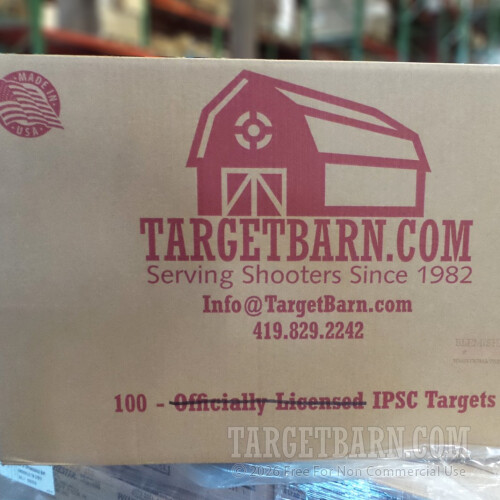 MADE IN
U.S.A.
TARGETBARN.COM
Serving Shooters Since 1982
Info@TargetBarn.com
419.829.2242
100 - Officially Licensed IPSC Targets
TARGETBARN.COM
© 2026 Free For Non Commercial Use